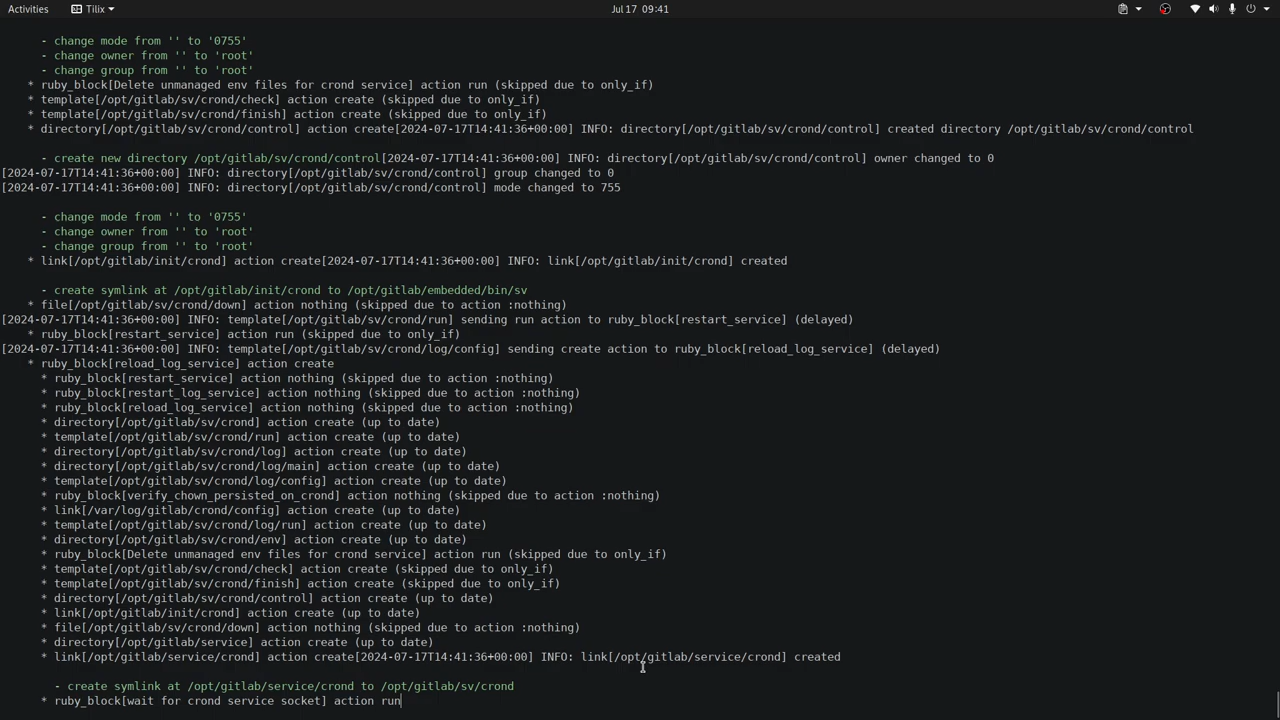 Activities Tilix Jul 17 09:41
- change mode from '' to '0755'
- change owner from '' to 'root'
- change group from '' to 'root'
* ruby_block[Delete unmanaged env files for crond service] action run (skipped due to only_if)
* template[/opt/gitlab/sv/crond/check] action create (skipped due to only_if)
* template[/opt/gitlab/sv/crond/finish] action create (skipped due to only_if)
* directory[/opt/gitlab/sv/crond/control] action create[2024-07-17T14:41:36+00:00] INFO: directory[/opt/gitlab/sv/crond/control] created directory /opt/gitlab/sv/crond/control
- create new directory /opt/gitlab/sv/crond/control[2024-07-17T14:41:36+00:00] INFO: directory[/opt/gitlab/sv/crond/control] owner changed to 0
[2024-07-17T14:41:36+00:00] INFO: directory[/opt/gitlab/sv/crond/control] group changed to 0
[2024-07-17T14:41:36+00:00] INFO: directory[/opt/gitlab/sv/crond/control] mode changed to 755
- change mode from '' to '0755'
- change owner from '' to 'root'
- change group from '' to 'root'
* link[/opt/gitlab/init/crond] action create[2024-07-17T14:41:36+00:00] INFO: link[/opt/gitlab/init/crond] created
- create symlink at /opt/gitlab/init/crond to /opt/gitlab/embedded/bin/sv
* file[/opt/gitlab/sv/crond/down] action nothing (skipped due to action :nothing)
[2024-07-17T14:41:36+00:00] INFO: template[/opt/gitlab/sv/crond/run] sending run action to ruby_block[restart_service] (delayed)
* ruby_block[restart_service] action run (skipped due to only_if)
[2024-07-17T14:41:36+00:00] INFO: template[/opt/gitlab/sv/crond/log/config] sending create action to ruby_block[reload_log_service] (delayed)
* ruby_block[reload_log_service] action create
* ruby_block[restart_service] action nothing (skipped due to action :nothing)
* ruby_block[restart_log_service] action nothing (skipped due to action :nothing)
* ruby_block[reload_log_service] action nothing (skipped due to action :nothing)
* directory[/opt/gitlab/sv/crond] action create (up to date)
* template[/opt/gitlab/sv/crond/run] action create (up to date)
* directory[/opt/gitlab/sv/crond/log] action create (up to date)
* directory[/opt/gitlab/sv/crond/log/main] action create (up to date)
* template[/opt/gitlab/sv/crond/log/config] action create (up to date)
* ruby_block[verify_chown_persisted_on_crond] action nothing (skipped due to action :nothing)
* link[/var/log/gitlab/crond/config] action create (up to date)
* template[/opt/gitlab/sv/crond/log/run] action create (up to date)
* directory[/opt/gitlab/sv/crond/env] action create (up to date)
* ruby_block[Delete unmanaged env files for crond service] action run (skipped due to only_if)
* template[/opt/gitlab/sv/crond/check] action create (skipped due to only_if)
* template[/opt/gitlab/sv/crond/finish] action create (skipped due to only_if)
* directory[/opt/gitlab/sv/crond/control] action create (up to date)
* link[/opt/gitlab/init/crond] action create (up to date)
* file[/opt/gitlab/sv/crond/down] action nothing (skipped due to action :nothing)
* directory[/opt/gitlab/service] action create (up to date)
* link[/opt/gitlab/service/crond] action create[2024-07-17T14:41:36+00:00] INFO: link[/opt/gitlab/service/crond] created
- create symlink at /opt/gitlab/service/crond to /opt/gitlab/sv/crond
* ruby_block[wait for crond service socket] action run